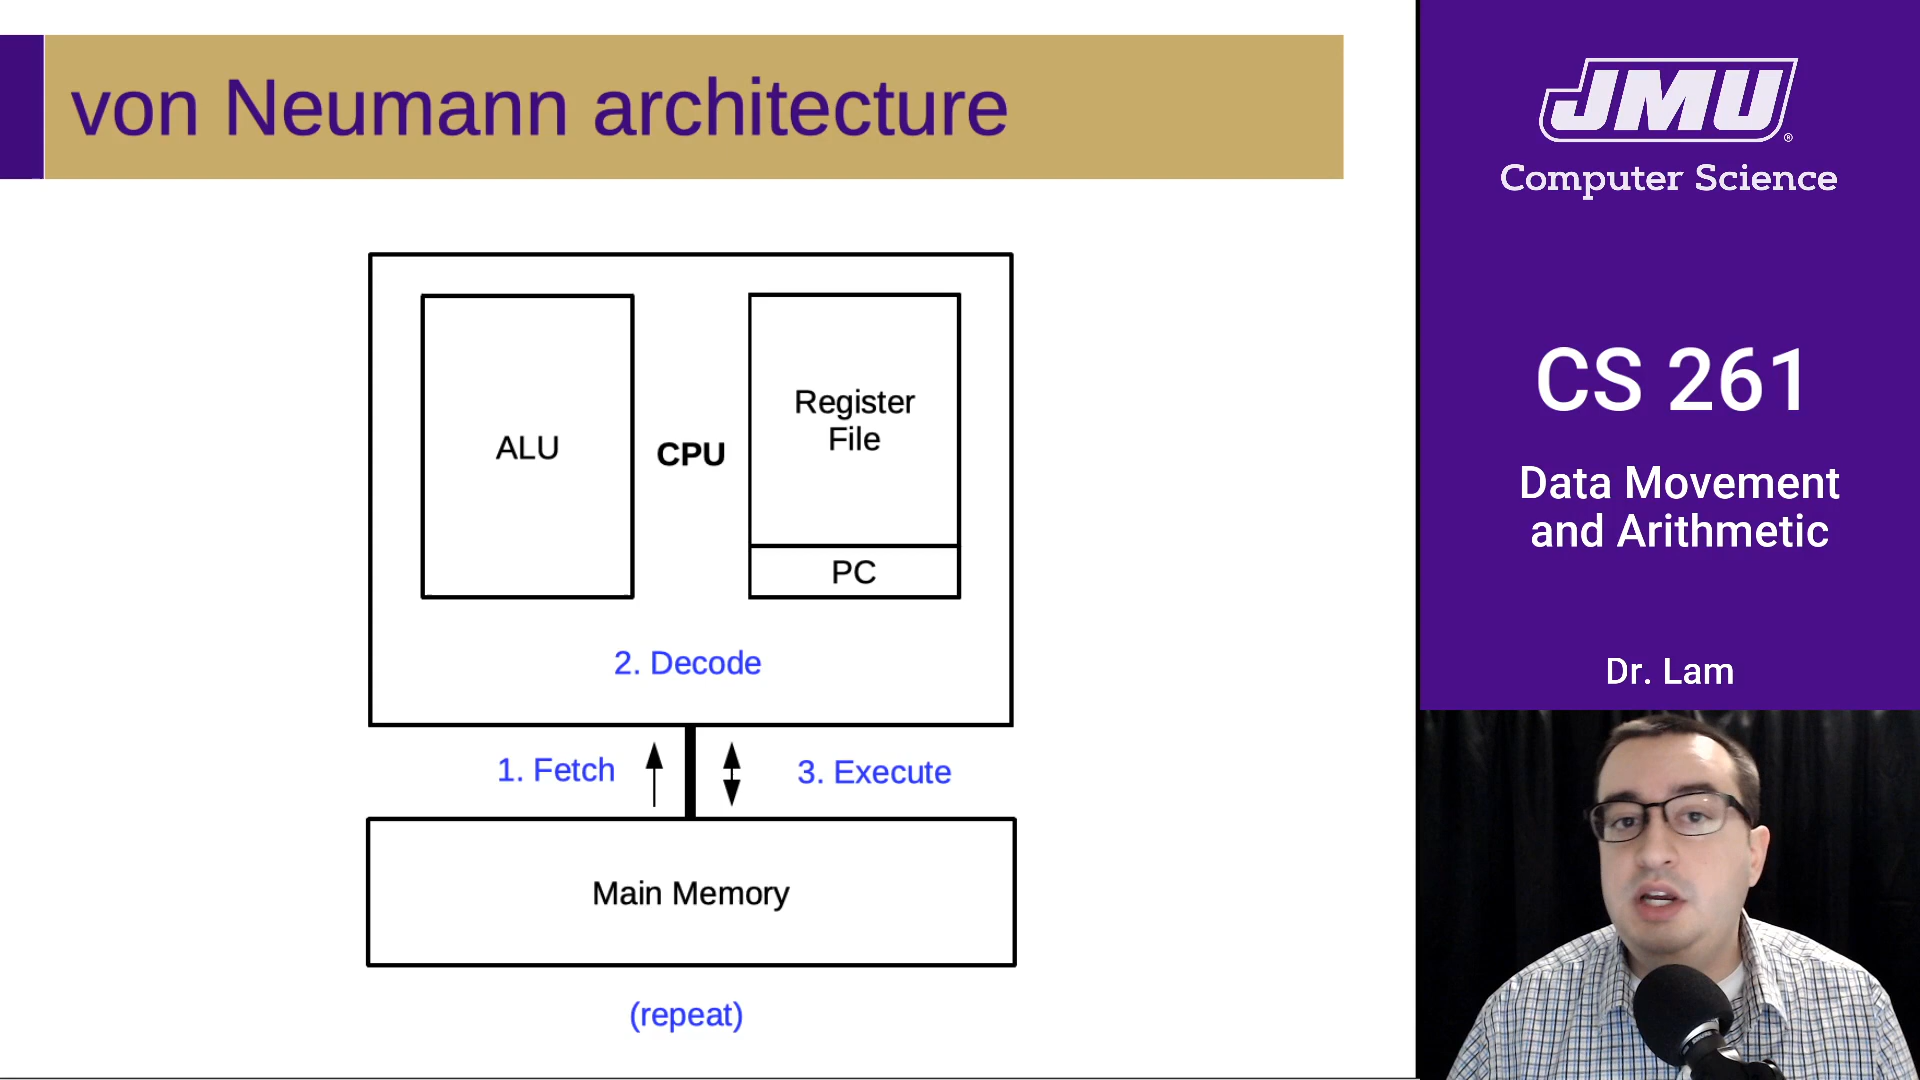 von Neumann architecture
ALU
CPU
Register
File
PC
2. Decode
1. Fetch
3. Execute
Main Memory
(repeat)
JMU
®
Computer Science
CS 261
Data Movement
and Arithmetic
Dr. Lam